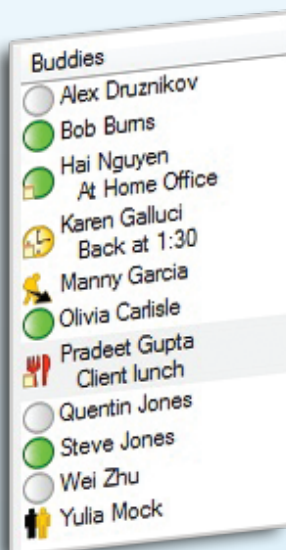 Buddies
Alex Druznikov
Bob Burns
Hai Nguyen
At Home Office
Karen Galluci
Back at 1:30
Manny Garcia
Olivia Carlisle
Pradeet Gupta
Client lunch
Quentin Jones
Steve Jones
Wei Zhu
Yulia Mock